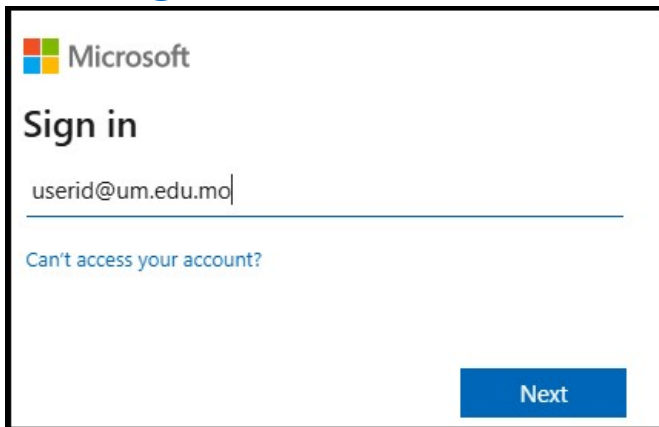 Microsoft
Sign in
userid@um.edu.mo
Can't access your account?
Next